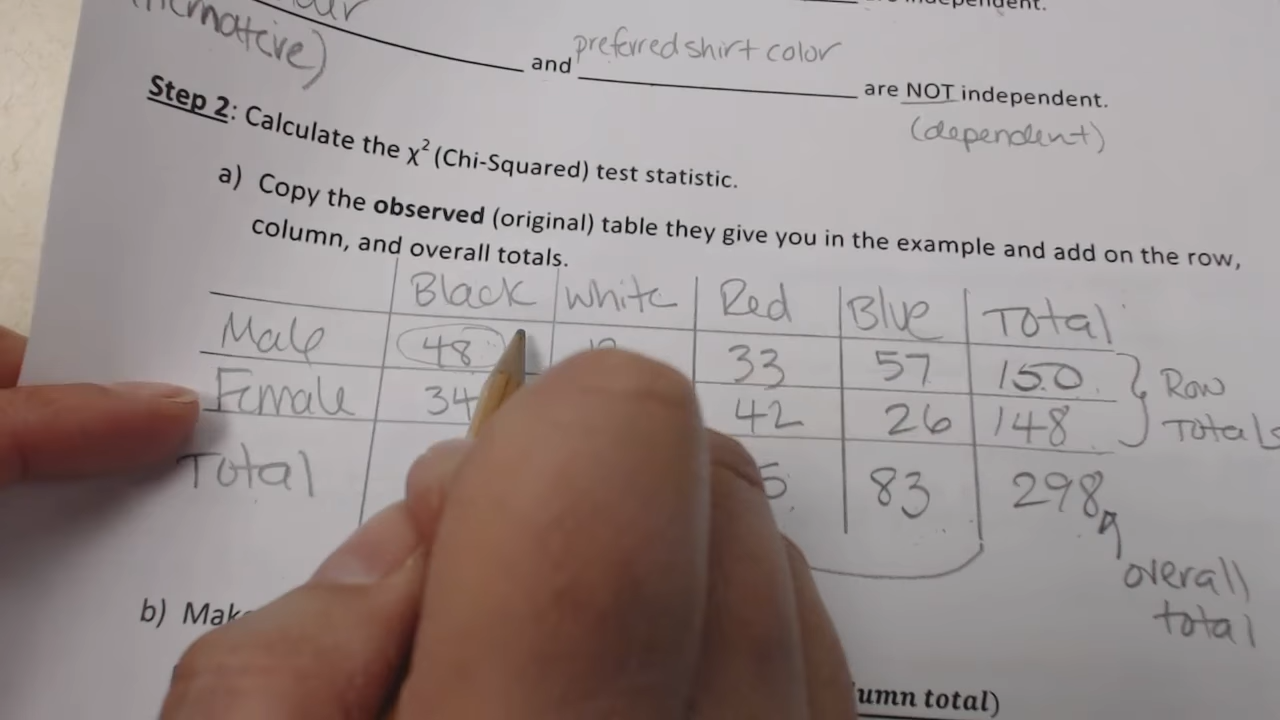 independent.
and preferred shirt color are NOT independent.
(dependent)
Step 2: Calculate the χ² (Chi-Squared) test statistic.
a) Copy the observed (original) table they give you in the example and add on the row,
column, and overall totals.
Black White Red Blue Total
Male 48 33 57 150 Row
Female 34 42 26 148 Totals
Total 83 298
overall
total
b)
total)